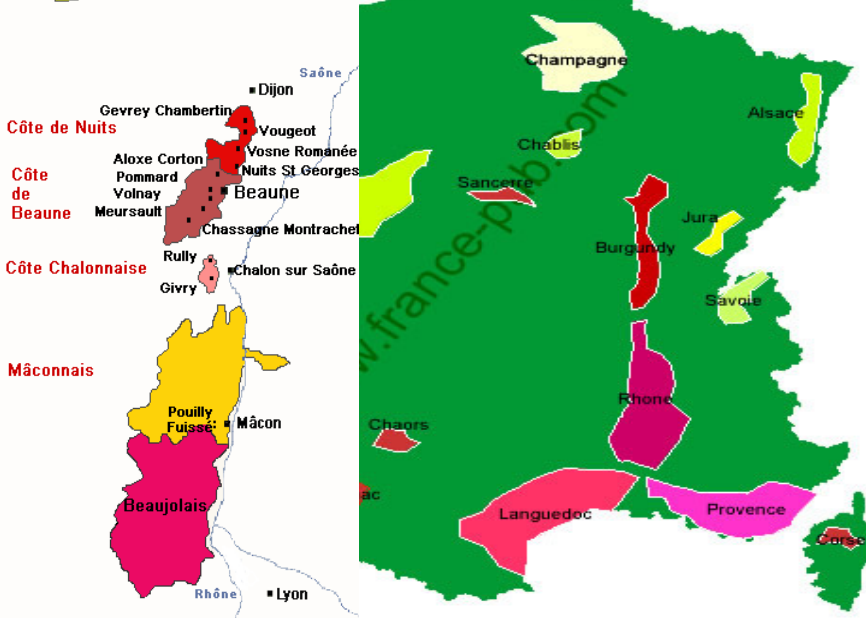 Saône
Dijon
Gevrey Chambertin
Côte de Nuits
Vougeot
Vosne Romanée
Aloxe Corton
Nuits St Georges
Côte
de
Beaune
Pommard
Volnay
Beaune
Meursault
Chassagne Montrachet
Rully
Côte Chalonnaise
Chalon sur Saône
Givry
Mâconnais
Pouilly
Fuissé
Mâcon
Beaujolais
Rhône
Lyon
Champagne
Alsace
Chablis
Sancerre
Jura
Burgundy
Savoie
Rhone
Chaors
ac
Languedoc
Provence
Corse
w.france-pub.com